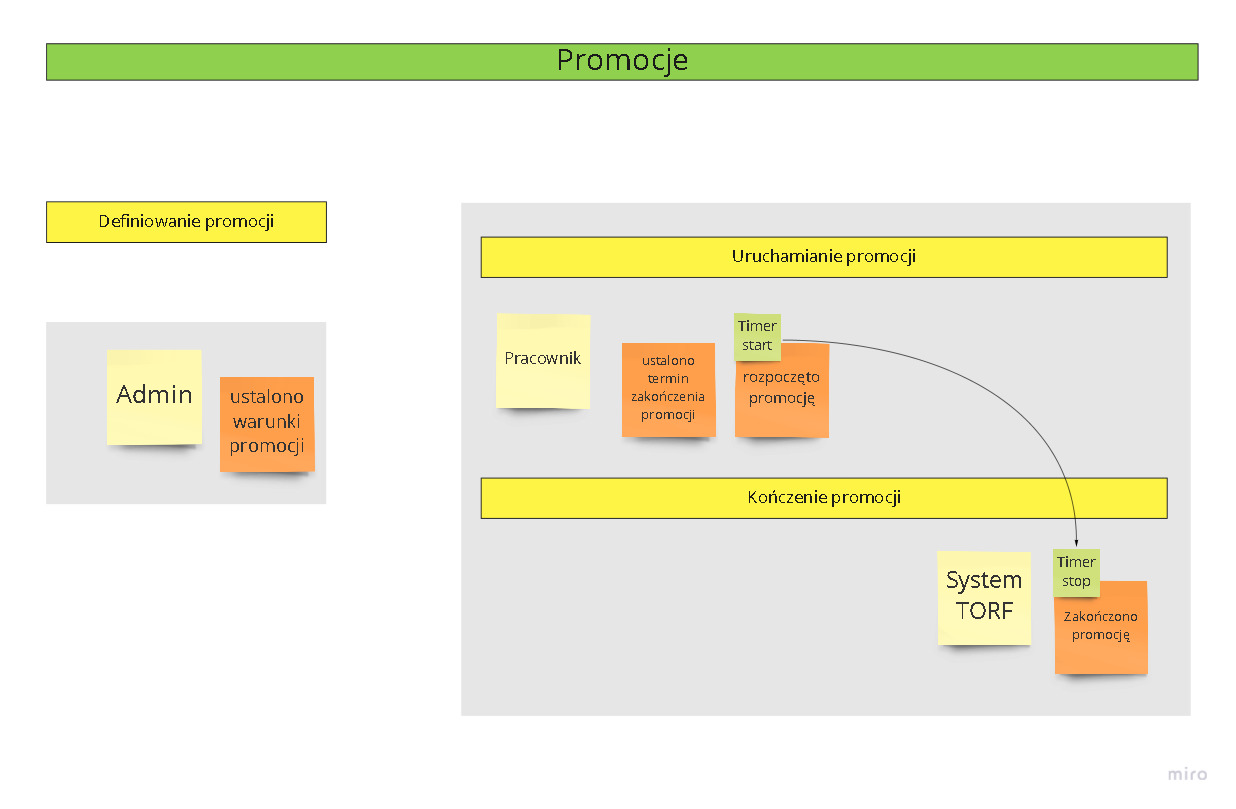 Promocje
Definiowanie promocji
Admin
ustalono
warunki
promocji
Uruchamianie promocji
Pracownik
ustalono
termin
zakończenia
promocji
Timer
start
rozpoczęto
promocję
Kończenie promocji
System
TORF
Timer
stop
Zakończono
promocję
miro